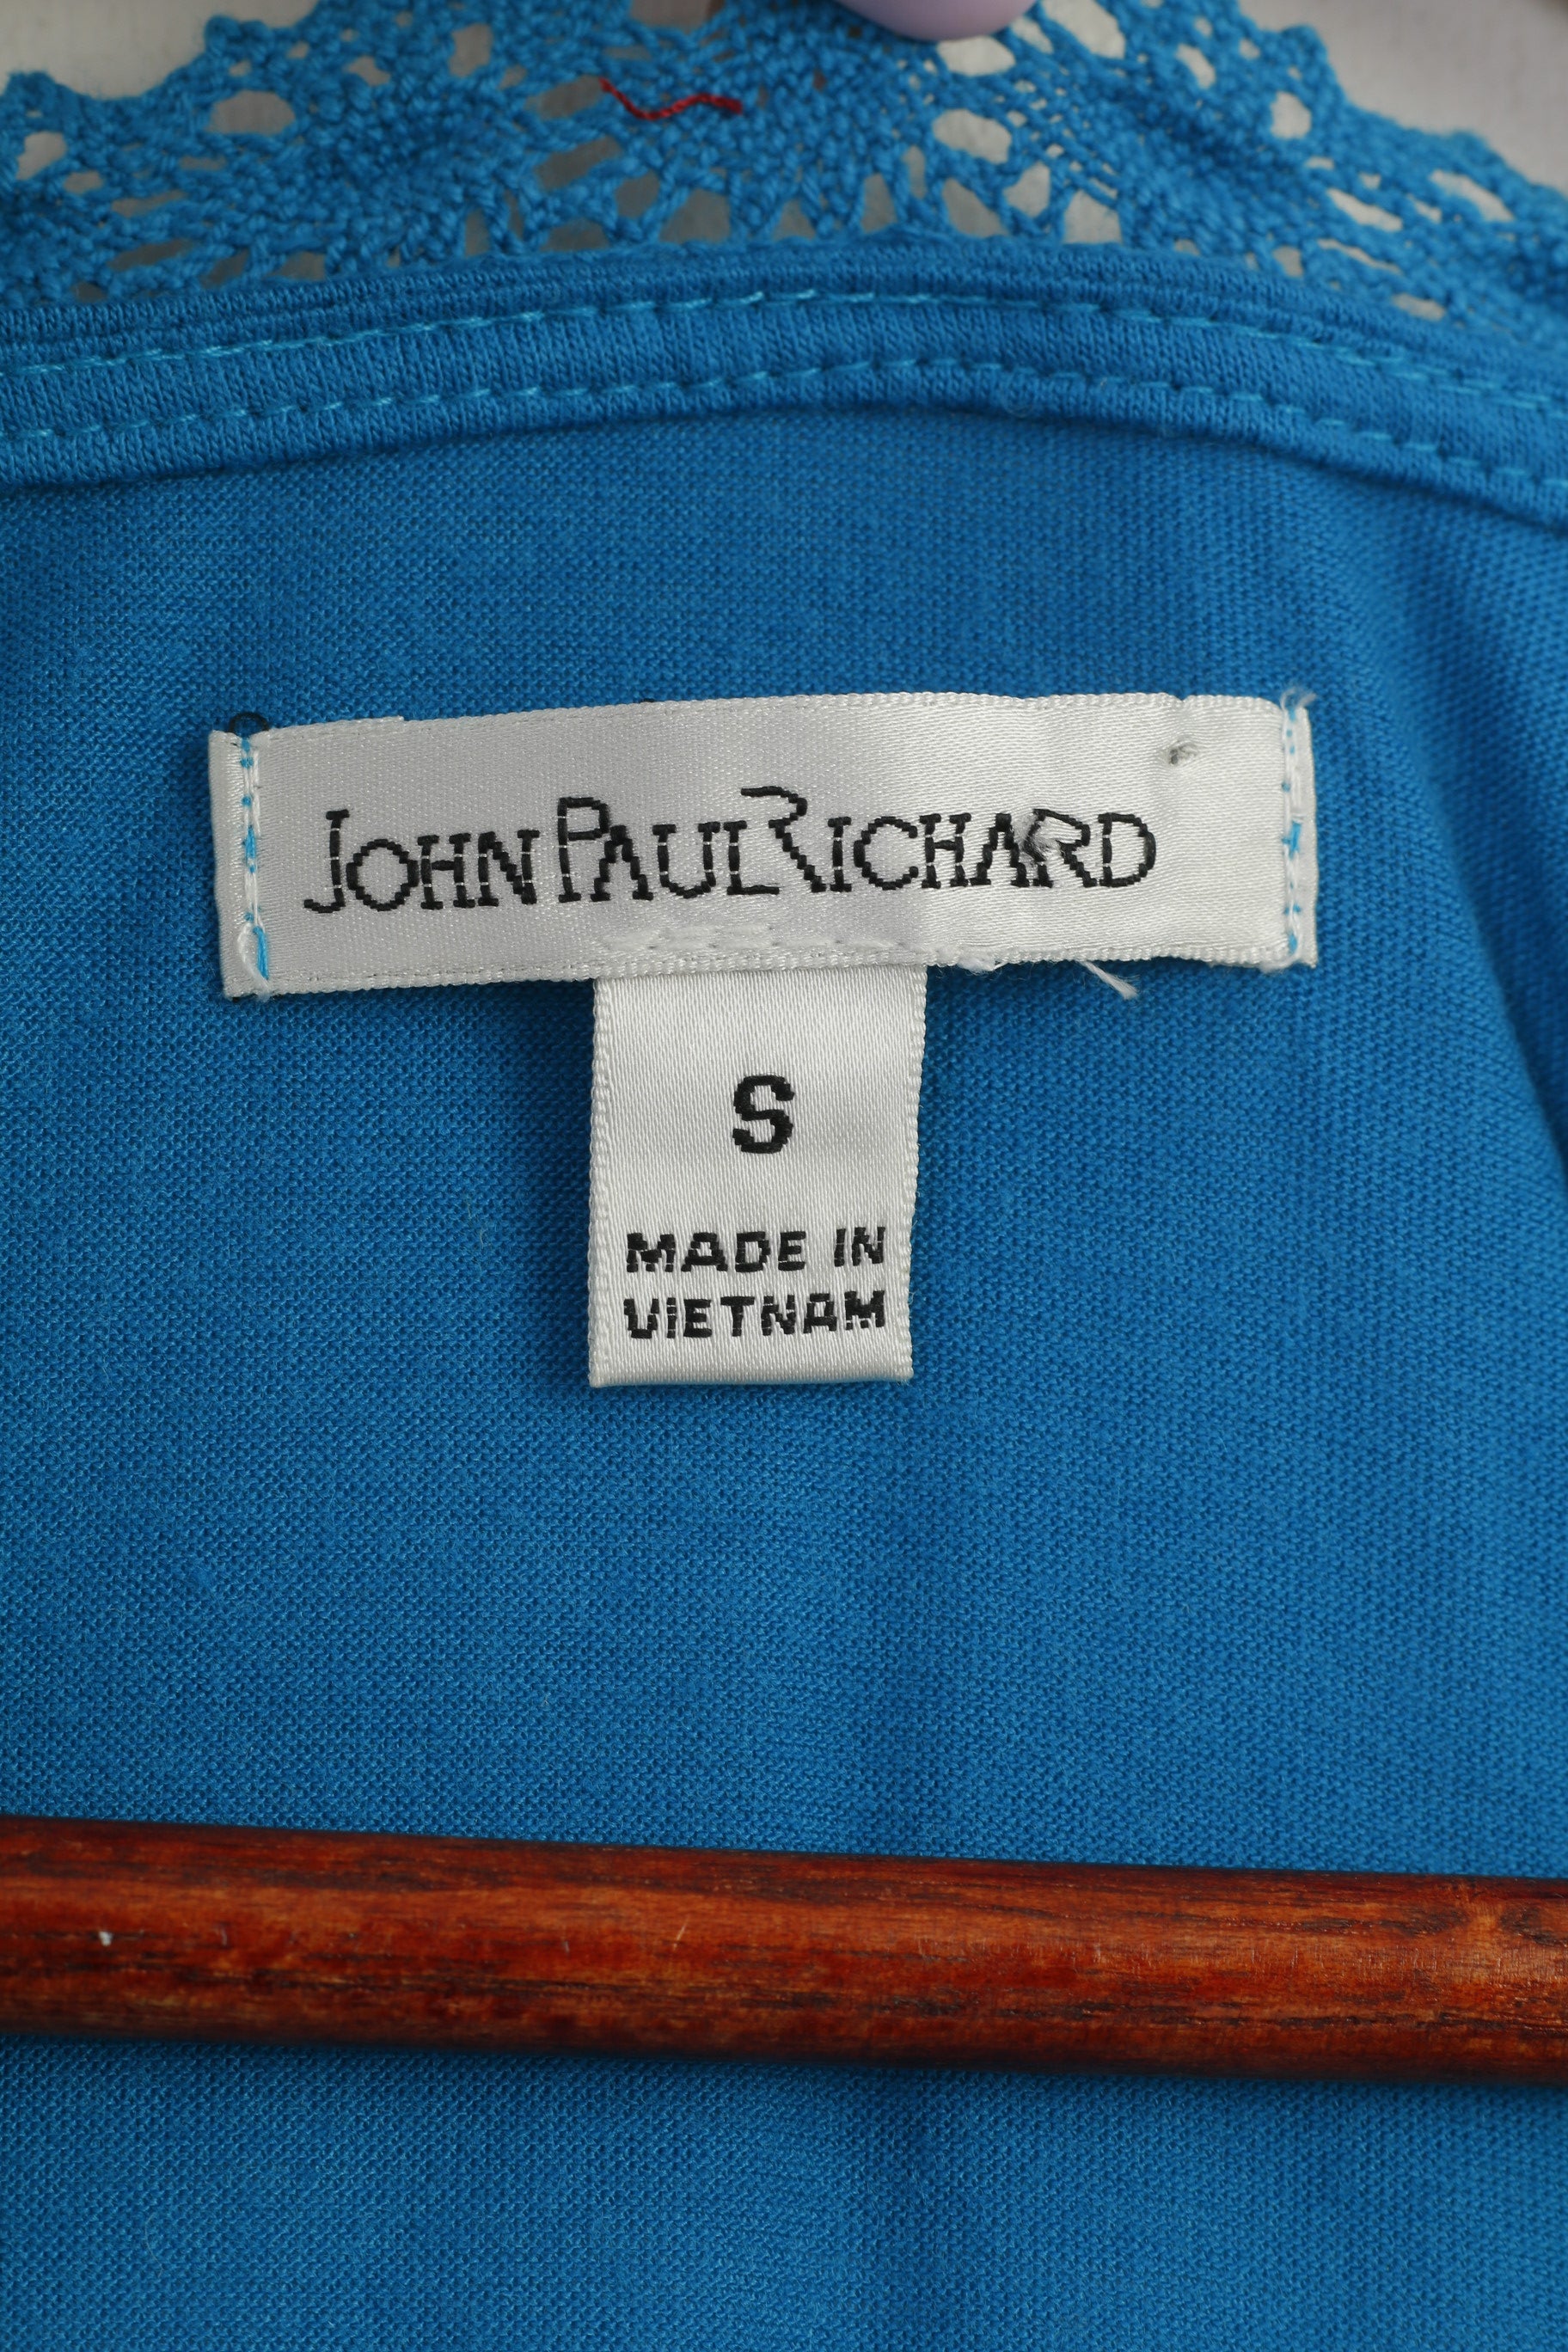 JOHN PAUL RICHARD
S
MADE IN
VIETNAM